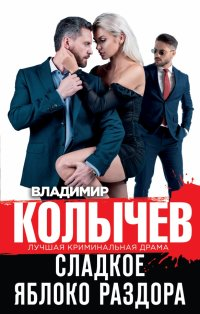 ВЛАДИМИР
КОЛЫЧЕВ
ЛУЧШАЯ КРИМИНАЛЬНАЯ ДРАМА
СЛАДКОЕ
ЯБЛОКО РАЗДОРА